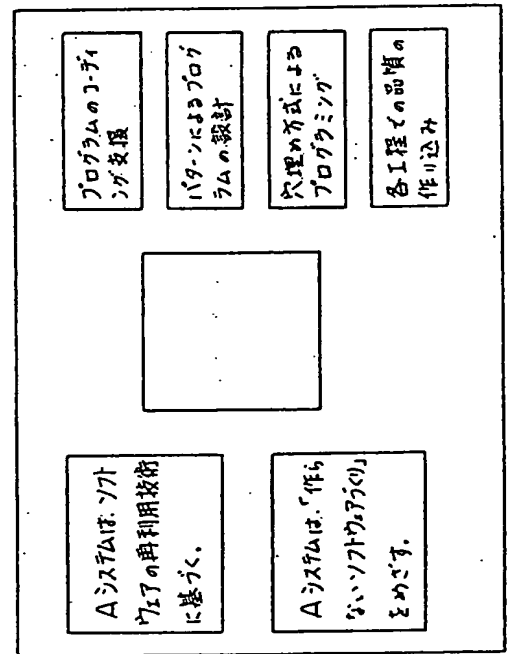 Aシステムは、ソフト
ウェアの再利用技術
に基づく。
Aシステムは、「作ら
ないソフトウェアづくり」
をめざす。
プログラムのコーディ
ング支援
パターンによるプログ
ラムの設計
穴埋め方式による
プログラミング
各工程での品質の
作り込み